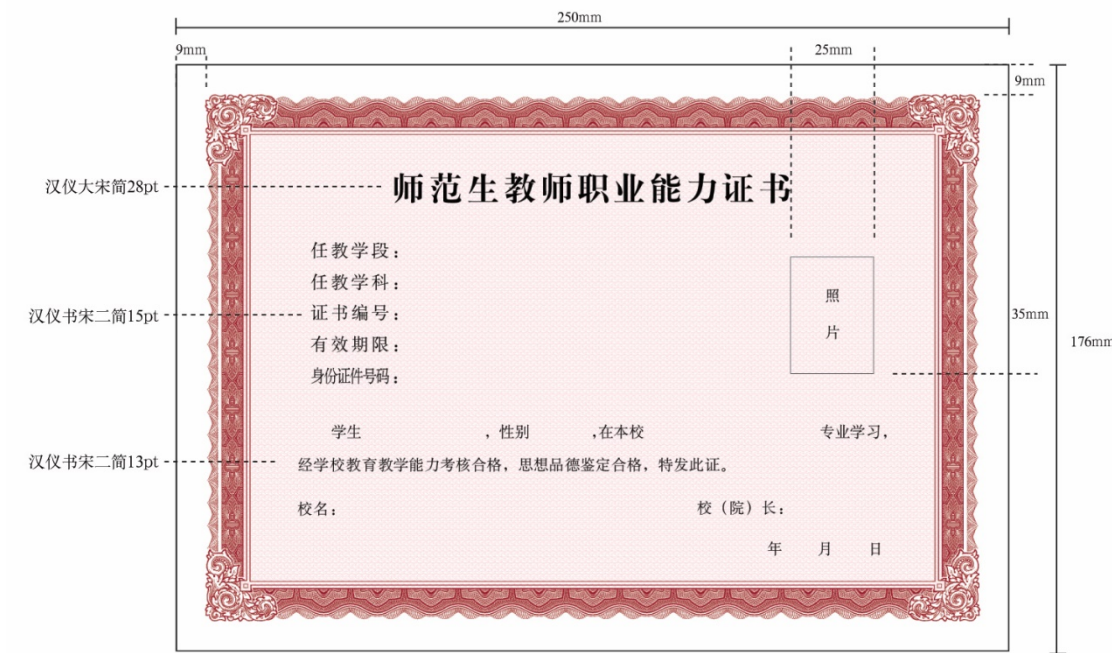 250mm
9mm
25mm
9mm
汉仪大宋简28pt
师范生教师职业能力证书
任教学段：
任教学科：
汉仪书宋二简15pt
证书编号：
有效期限：
身份证件号码：
照
片
35mm
176mm
学生 ，性别 ,在本校 专业学习，
汉仪书宋二简13pt
经学校教育教学能力考核合格，思想品德鉴定合格，特发此证。
校名： 校（院）长：
年 月 日